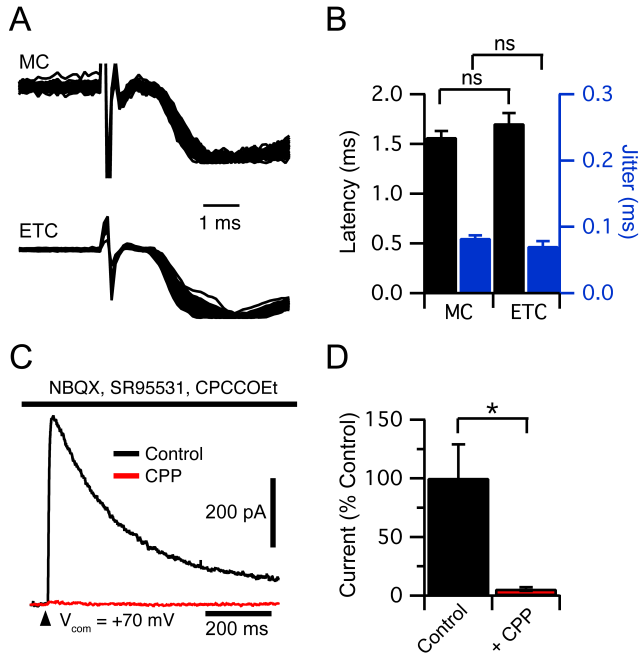 A
MC
1 ms
ETC
B
ns
ns
2.0
1.5
1.0
0.5
0.0
Latency (ms)
0.3
0.2
0.1
0.0
Jitter (ms)
MC
ETC
C
NBQX, SR95531, CPCCOEt
Control
CPP
200 pA
Vcom = +70 mV
200 ms
D
*
150
100
50
0
Current (% Control)
Control
+ CPP